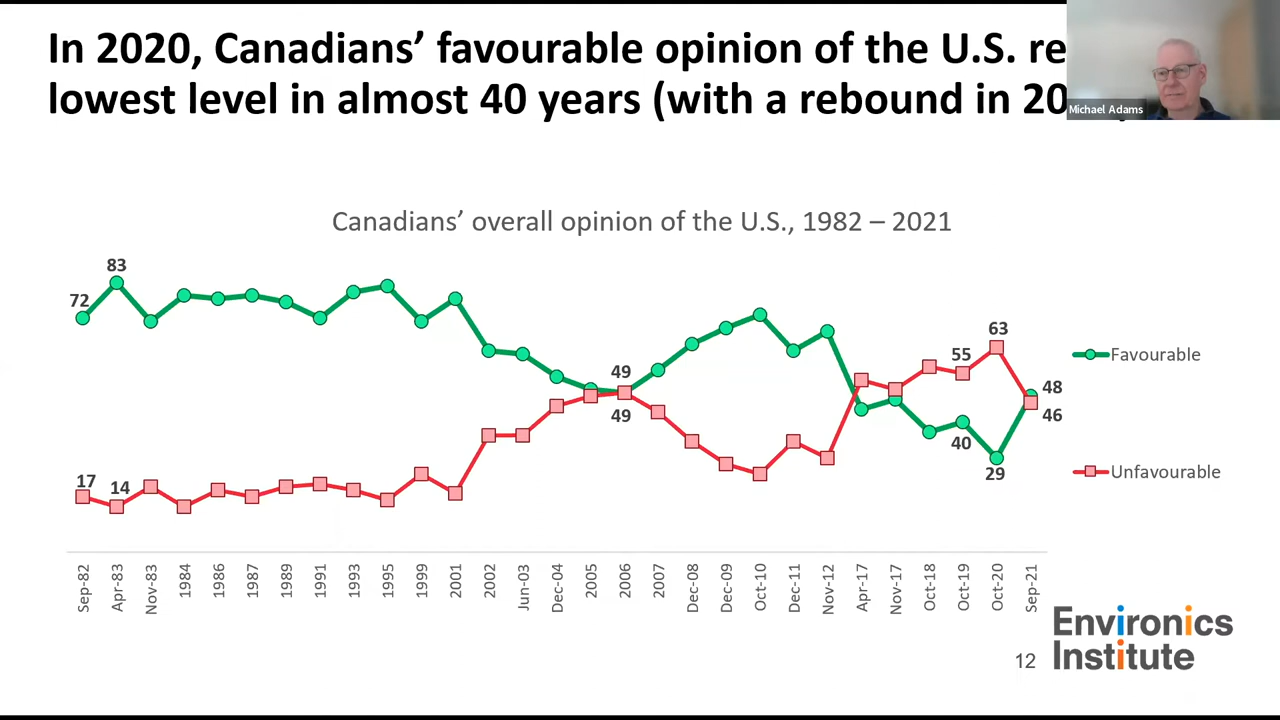 In 2020, Canadians’ favourable opinion of the U.S. re
lowest level in almost 40 years (with a rebound in 20
Michael Adams
Canadians’ overall opinion of the U.S., 1982 – 2021
83
72
17
14
49
49
63
55
40
29
48
46
Favourable
Unfavourable
Sep-82
Apr-83
Nov-83
1984
1986
1987
1989
1991
1993
1995
1999
2001
2002
Jun-03
Dec-04
2005
2006
2007
Dec-08
Dec-09
Oct-10
Dec-11
Nov-12
Apr-17
Nov-17
Oct-18
Oct-19
Oct-20
Sep-21
Environics
Institute
12